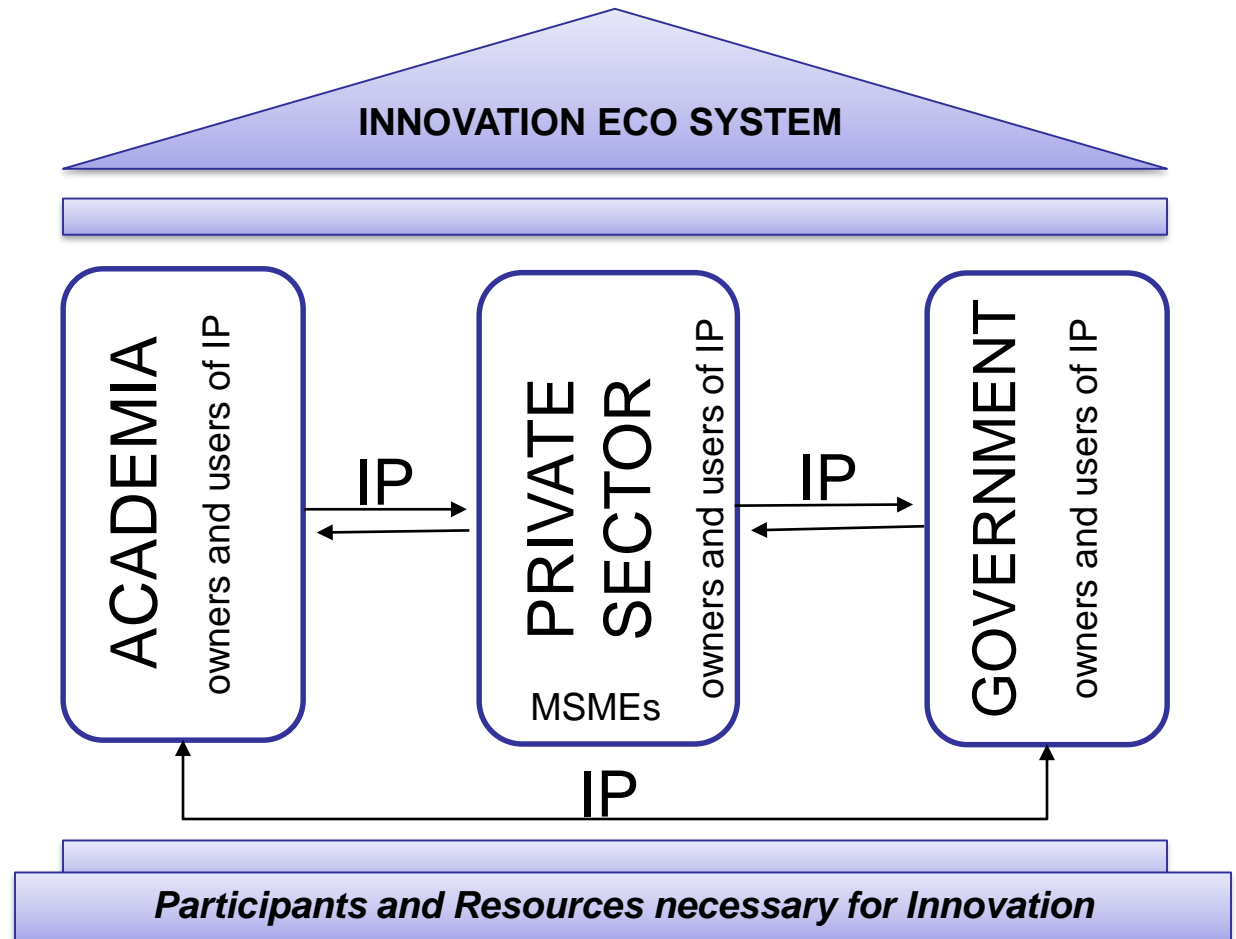 INNOVATION ECO SYSTEM
ACADEMIA
owners and users of IP
IP
PRIVATE
SECTOR
owners and users of IP
MSMEs
IP
GOVERNMENT
owners and users of IP
IP
Participants and Resources necessary for Innovation